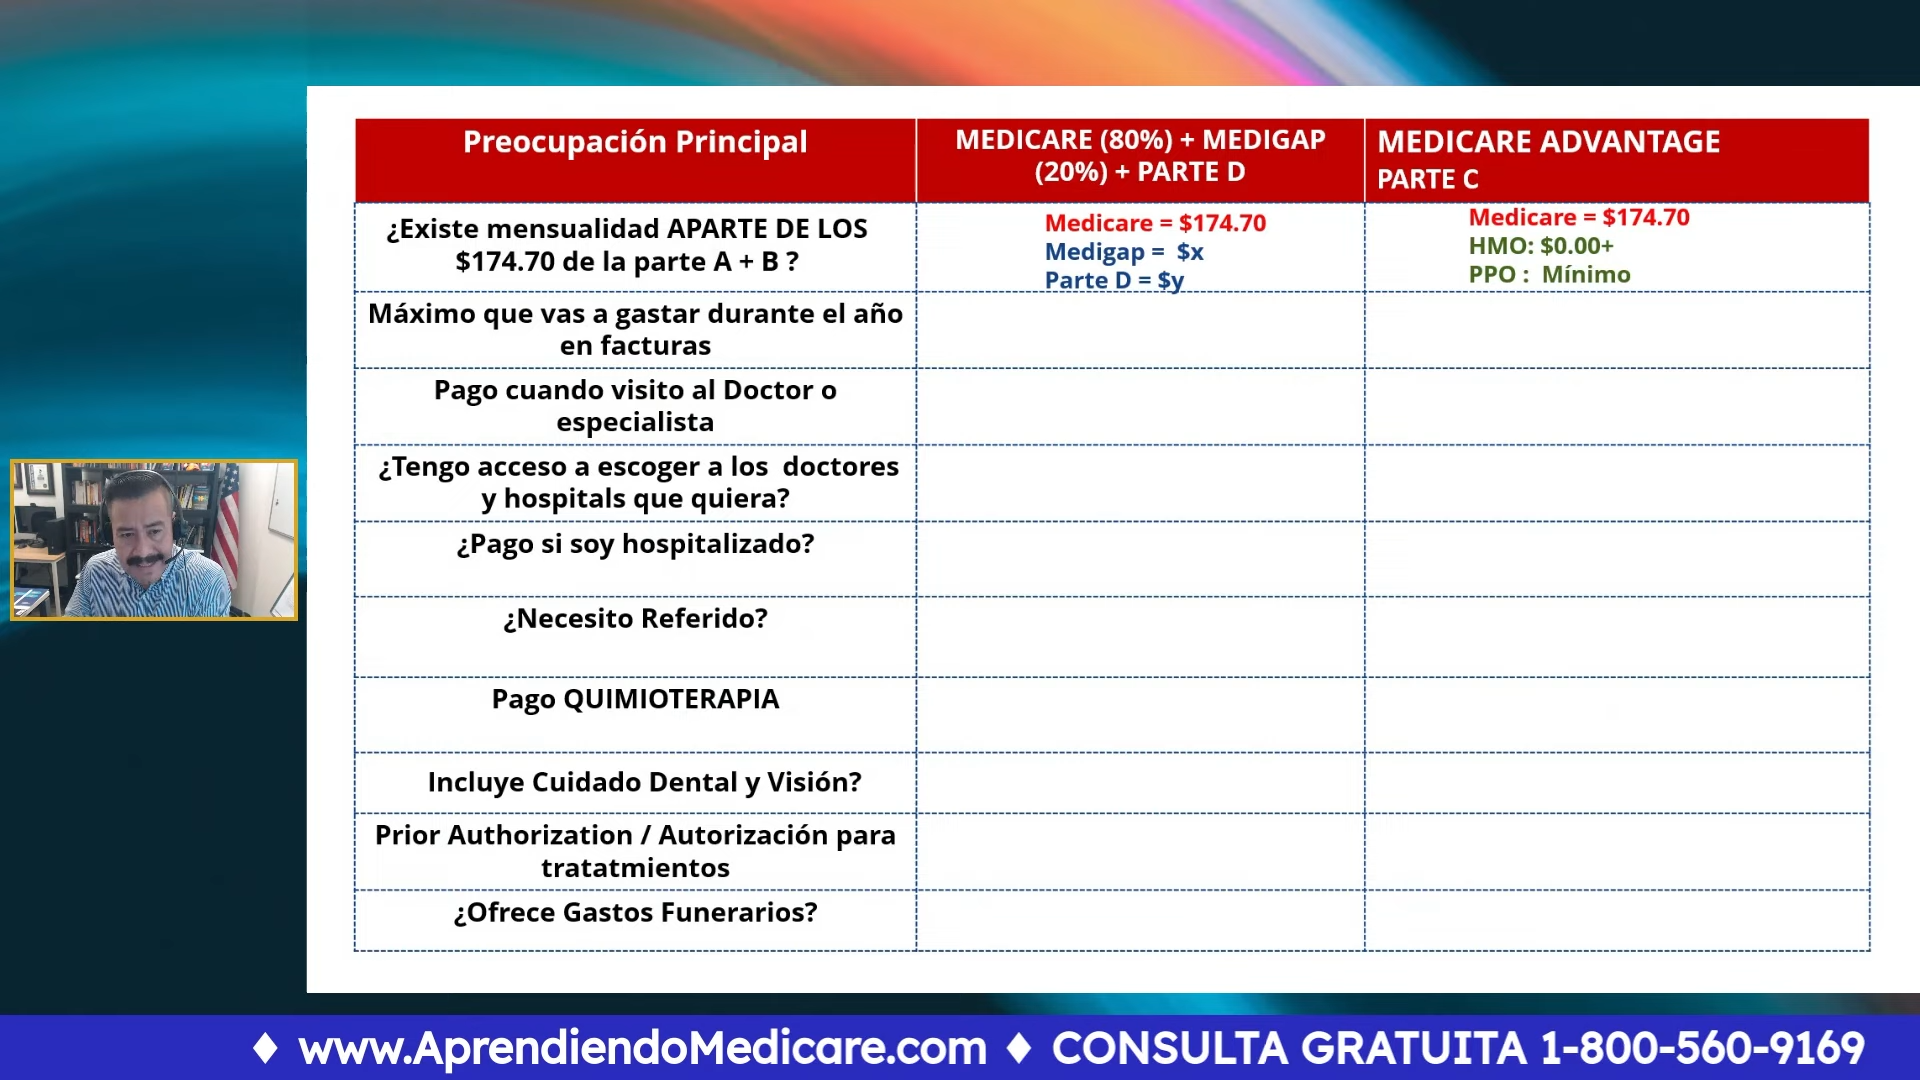 Preocupación Principal
MEDICARE (80%) + MEDIGAP
(20%) + PARTE D
MEDICARE ADVANTAGE
PARTE C
¿Existe mensualidad APARTE DE LOS
$174.70 de la parte A + B ?
Medicare = $174.70
Medigap = $x
Parte D = $y
Medicare = $174.70
HMO: $0.00+
PPO : Mínimo
Máximo que vas a gastar durante el año
en facturas
Pago cuando visito al Doctor o
especialista
¿Tengo acceso a escoger a los doctores
y hospitals que quiera?
¿Pago si soy hospitalizado?
¿Necesito Referido?
Pago QUIMIOTERAPIA
Incluye Cuidado Dental y Visión?
Prior Authorization / Autorización para
tratatmientos
¿Ofrece Gastos Funerarios?
♦ www.AprendiendoMedicare.com ♦ CONSULTA GRATUITA 1-800-560-9169